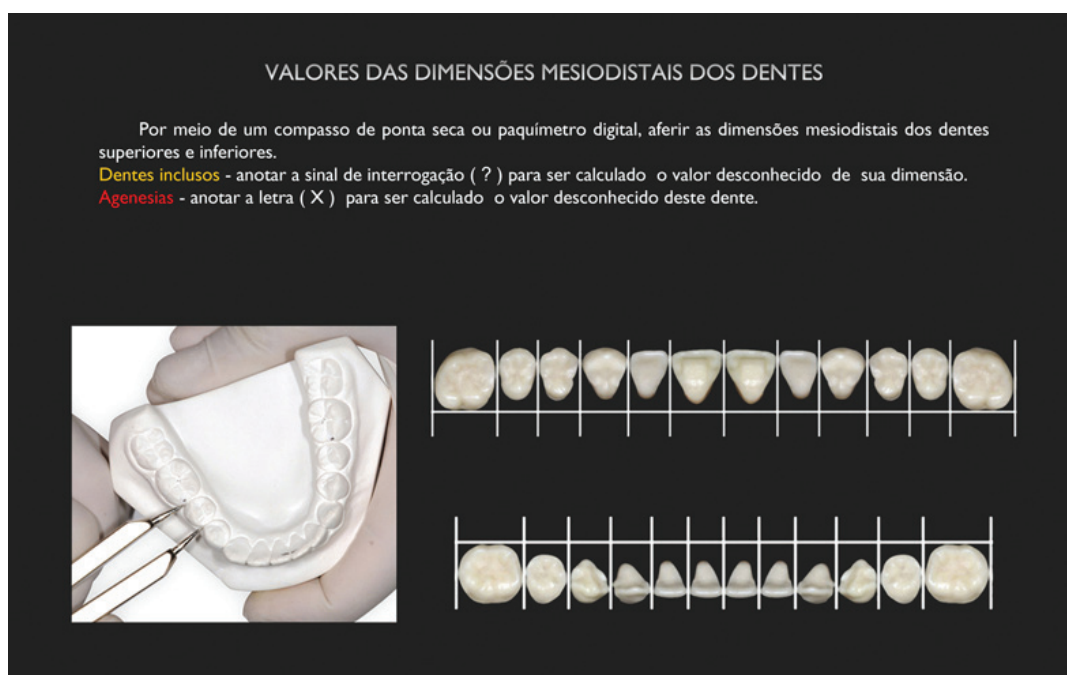 VALORES DAS DIMENSÕES MESIODISTAIS DOS DENTES
Por meio de um compasso de ponta seca ou paquímetro digital, aferir as dimensões mesiodistais dos dentes
superiores e inferiores.
Dentes inclusos - anotar a sinal de interrogação ( ? ) para ser calculado o valor desconhecido de sua dimensão.
Agenesias - anotar a letra ( X ) para ser calculado o valor desconhecido deste dente.